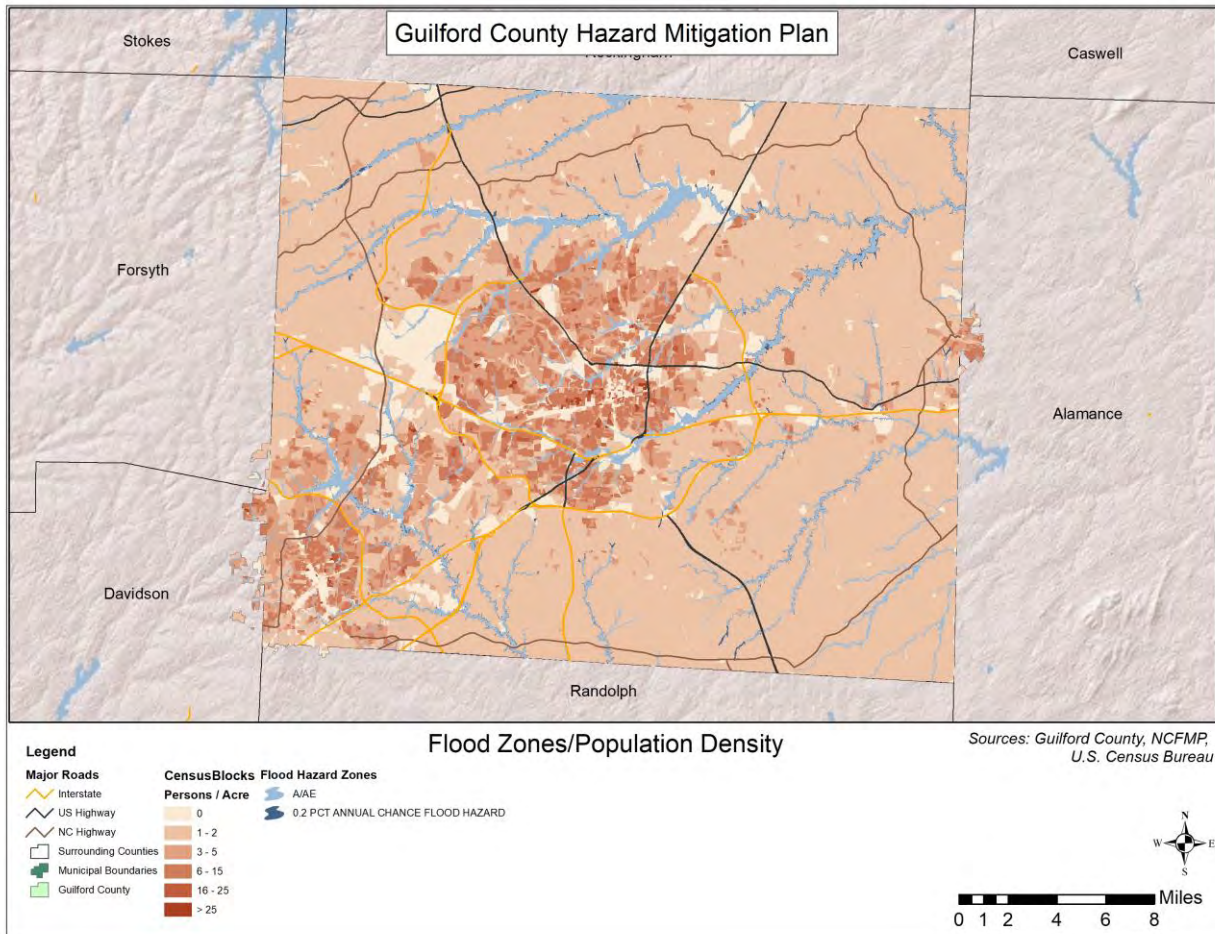 Guilford County Hazard Mitigation Plan
Stokes
Caswell
Forsyth
Alamance
Davidson
Randolph
Flood Zones/Population Density
Sources: Guilford County, NCFMP,
U.S. Census Bureau
Legend
Major Roads
Interstate
US Highway
NC Highway
Surrounding Counties
Municipal Boundaries
Guilford County
CensusBlocks
Persons / Acre
0
1 - 2
3 - 5
6 - 15
16 - 25
> 25
Flood Hazard Zones
A/AE
0.2 PCT ANNUAL CHANCE FLOOD HAZARD
N
W E
S
Miles
0 1 2 4 6 8